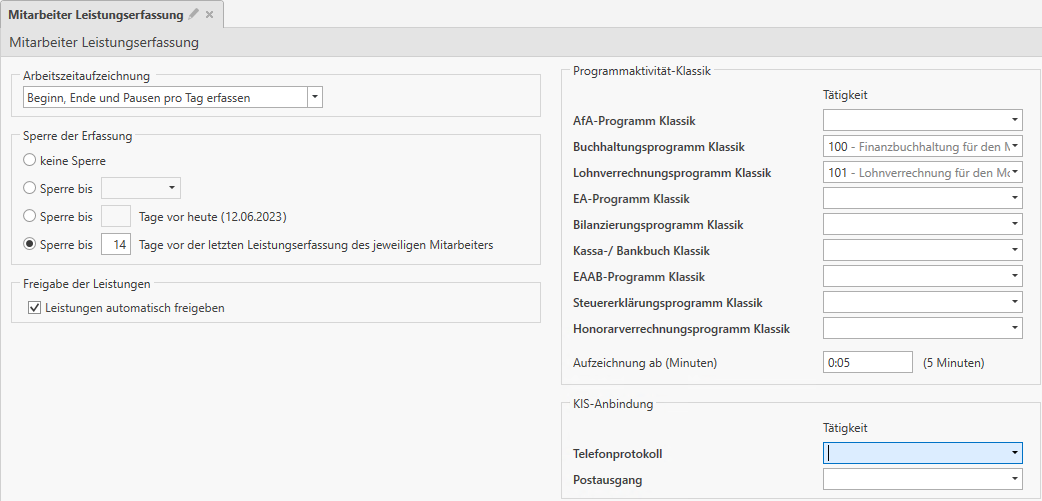 Mitarbeiter Leistungserfassung
Mitarbeiter Leistungserfassung
Arbeitszeitaufzeichnung
Beginn, Ende und Pausen pro Tag erfassen
Sperre der Erfassung
keine Sperre
Sperre bis
Sperre bis Tage vor heute (12.06.2023)
Sperre bis 14 Tage vor der letzten Leistungserfassung des jeweiligen Mitarbeiters
Freigabe der Leistungen
Leistungen automatisch freigeben
Programmaktivität-Klassik
Tätigkeit
AfA-Programm Klassik
Buchhaltungsprogramm Klassik 100 - Finanzbuchhaltung für den M
Lohnverrechnungsprogramm Klassik 101 - Lohnverrechnung für den Mo
EA-Programm Klassik
Bilanzierungsprogramm Klassik
Kassa-/ Bankbuch Klassik
EAAB-Programm Klassik
Steuererklärungsprogramm Klassik
Honorarverrechnungsprogramm Klassik
Aufzeichnung ab (Minuten) 0:05 (5 Minuten)
KIS-Anbindung
Tätigkeit
Telefonprotokoll
Postausgang